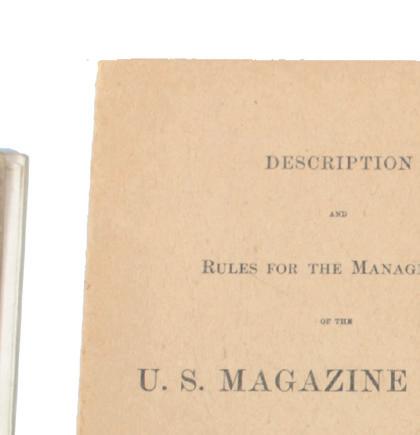 DESCRIPTION
AND
RULES FOR THE MANAG
OF THE
U. S. MAGAZINE